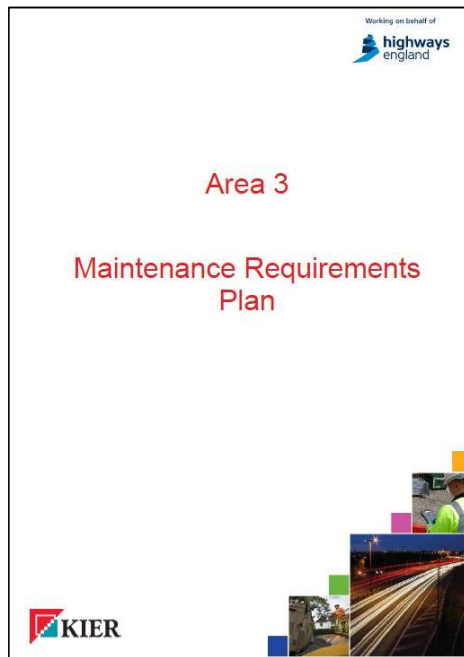 Working on behalf of
highways
england
Area 3
Maintenance Requirements
Plan
KIER